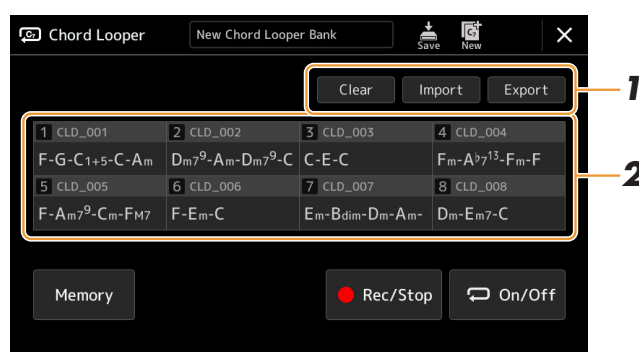 Chord Looper New Chord Looper Bank Save New
Clear Import Export 1
1 CLD_001 2 CLD_002 3 CLD_003 4 CLD_004
F-G-C1+5-C-Am Dm7⁹-Am-Dm7⁹-C C-E-C Fm-A♭7¹³-Fm-F
2
5 CLD_005 6 CLD_006 7 CLD_007 8 CLD_008
F-Am7⁹-Cm-FM7 F-Em-C Em-Bdim-Dm-Am- Dm-Em7-C
Memory Rec/Stop On/Off